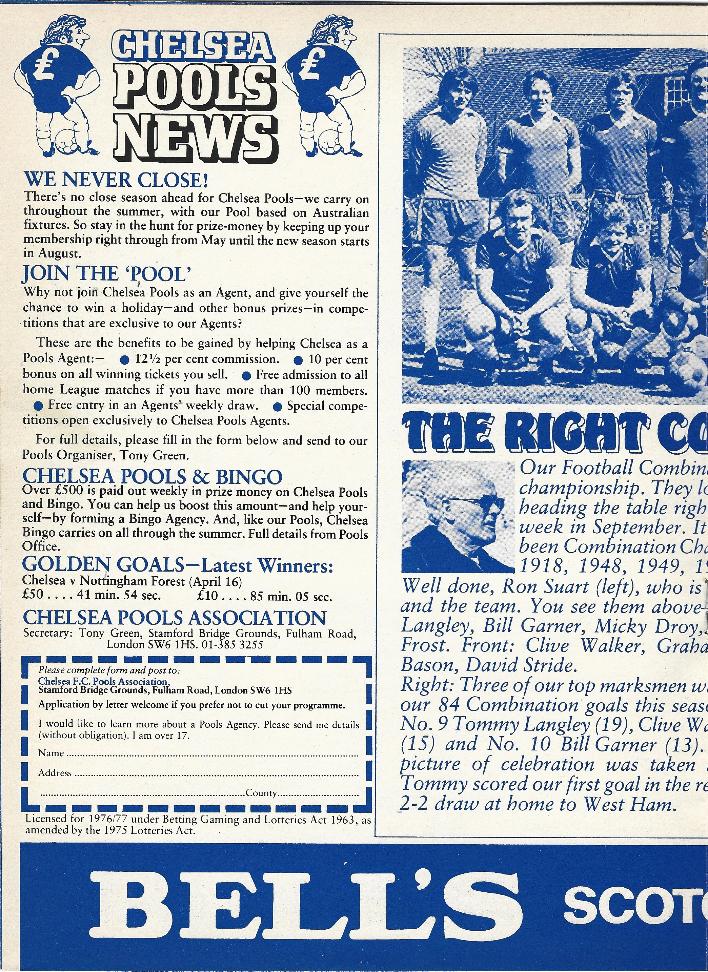 £
£
CHELSEA
POOLS
NEWS
WE NEVER CLOSE!
There's no close season ahead for Chelsea Pools—we carry on
throughout the summer, with our Pool based on Australian
fixtures. So stay in the hunt for prize-money by keeping up your
membership right through from May until the new season starts
in August.
JOIN THE 'POOL'
Why not join Chelsea Pools as an Agent, and give yourself the
chance to win a holiday—and other bonus prizes—in compe-
titions that are exclusive to our Agents?
These are the benefits to be gained by helping Chelsea as a
Pools Agent:— ● 12½ per cent commission. ● 10 per cent
bonus on all winning tickets you sell. ● Free admission to all
home League matches if you have more than 100 members.
● Free entry in an Agents' weekly draw. ● Special compe-
titions open exclusively to Chelsea Pools Agents.
For full details, please fill in the form below and send to our
Pools Organiser, Tony Green.
CHELSEA POOLS & BINGO
Over £500 is paid out weekly in prize money on Chelsea Pools
and Bingo. You can help us boost this amount—and help your-
self—by forming a Bingo Agency. And, like our Pools, Chelsea
Bingo carries on all through the summer. Full details from Pools
Office.
GOLDEN GOALS—Latest Winners:
Chelsea v Nottingham Forest (April 16)
£50 .... 41 min. 54 sec. £10 .... 85 min. 05 sec.
CHELSEA POOLS ASSOCIATION
Secretary: Tony Green, Stamford Bridge Grounds, Fulham Road,
London SW6 1HS. 01-385 3255
Please complete form and post to:
Chelsea F.C. Pools Association,
Stamford Bridge Grounds, Fulham Road, London SW6 1HS
Application by letter welcome if you prefer not to cut your programme.
I would like to learn more about a Pools Agency. Please send me details
(without obligation). I am over 17.
Name
Address
County
Licensed for 1976/77 under Betting Gaming and Lotteries Act 1963, as
amended by the 1975 Lotteries Act.
THE RIGHT CO
Our Football Combin
championship. They lo
heading the table righ
week in September. It
been Combination Cha
1918, 1948, 1949, 19
Well done, Ron Suart (left), who is
and the team. You see them above—
Langley, Bill Garner, Micky Droy,
Frost. Front: Clive Walker, Graha
Bason, David Stride.
Right: Three of our top marksmen w
our 84 Combination goals this seaso
No. 9 Tommy Langley (19), Clive Wa
(15) and No. 10 Bill Garner (13).
picture of celebration was taken
Tommy scored our first goal in the re
2-2 draw at home to West Ham.
BELL'S SCOTC